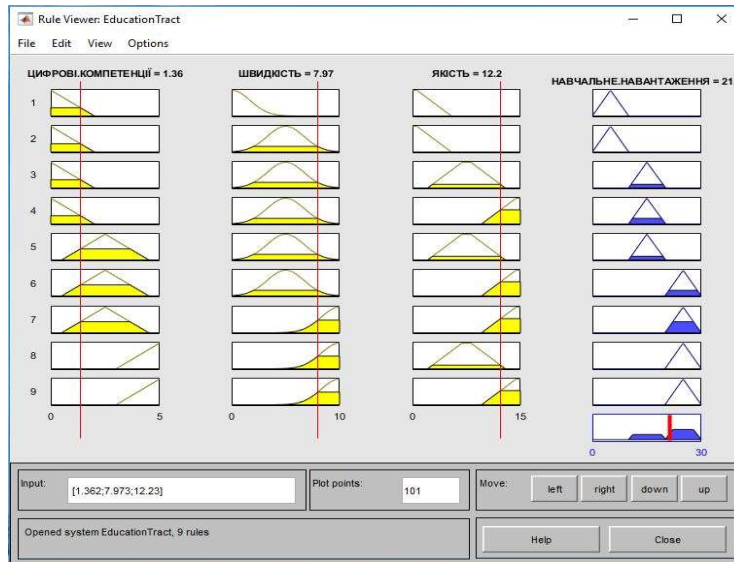 Rule Viewer: EducationTract
File Edit View Options
ЦИФРОВІ.КОМПЕТЕНЦІЇ = 1.36
ШВИДКІСТЬ = 7.97
ЯКІСТЬ = 12.2
НАВЧАЛЬНЕ.НАВАНТАЖЕННЯ = 21.
1
2
3
4
5
6
7
8
9
0 5
0 10
0 15
0 30
Input: [1.362;7.973;12.23]
Plot points: 101
Move: left right down up
Opened system EducationTract, 9 rules
Help Close